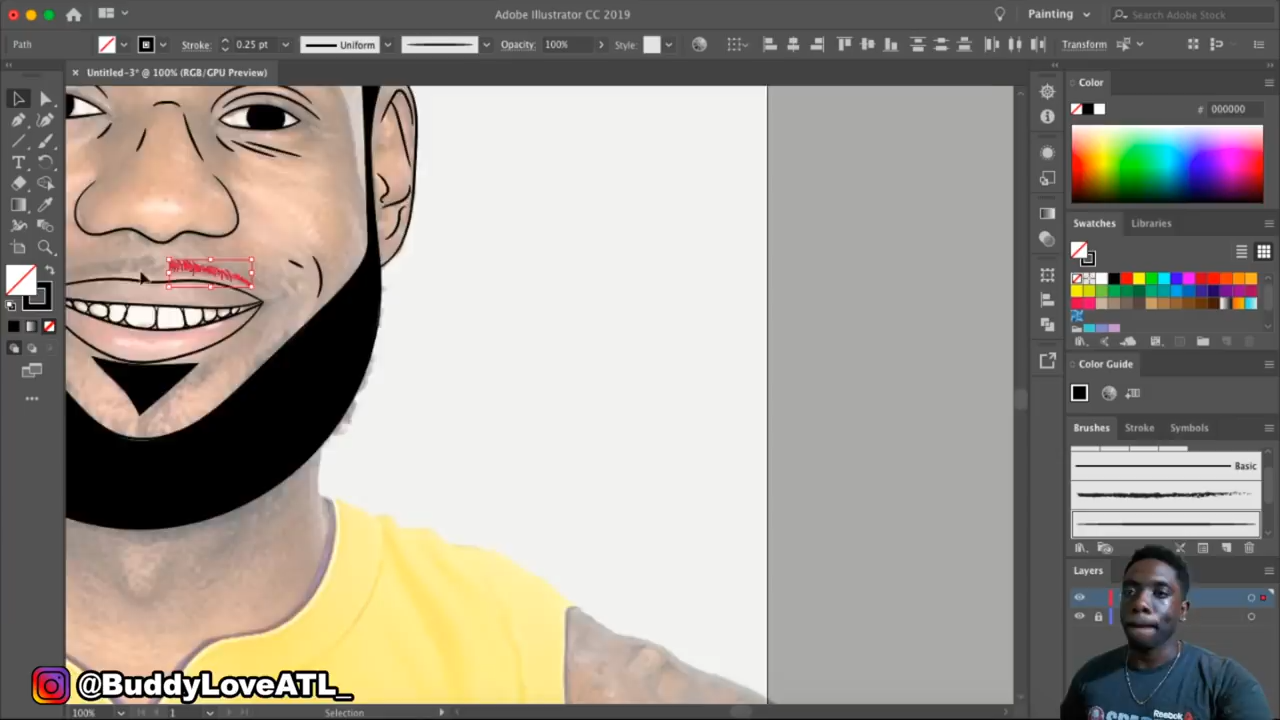 Adobe Illustrator CC 2019
Painting
Search Adobe Stock
Path
Stroke:
0.25 pt
Uniform
Opacity:
100%
Style:
Transform
Untitled-3* @ 100% (RGB/GPU Preview)
Color
# 000000
Swatches
Libraries
Color Guide
Brushes
Stroke
Symbols
Basic
Layers
Reebok
@BuddyLoveATL_
100%
1
Selection